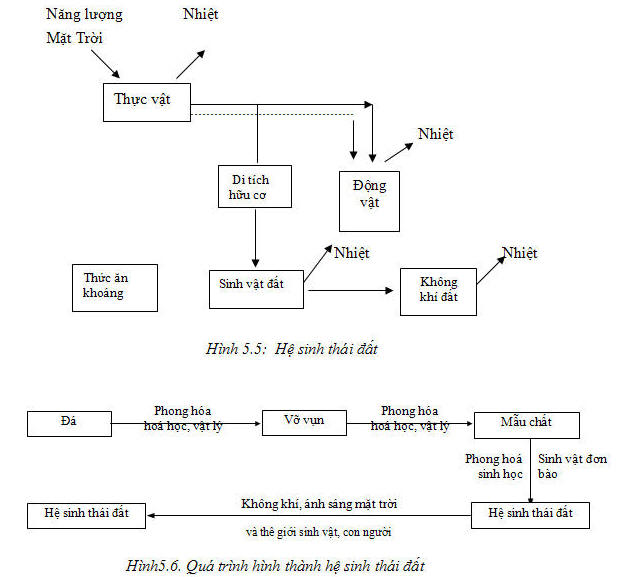 Năng lượng
Mặt Trời
Nhiệt
Thực vật
Nhiệt
Di tích
hữu cơ
Động
vật
Nhiệt
Nhiệt
Thức ăn
khoáng
Sinh vật đất
Không
khí đất
Hình 5.5: Hệ sinh thái đất
Đá
Phong hóa
hoá học, vật lý
Vỡ vụn
Phong hóa
hoá học, vật lý
Mẫu chất
Phong hoá
sinh học
Sinh vật đơn
bào
Hệ sinh thái đất
Không khí, ánh sáng mặt trời
và thê giới sinh vật, con người
Hệ sinh thái đất
Hình5.6. Quá trình hình thành hệ sinh thái đất